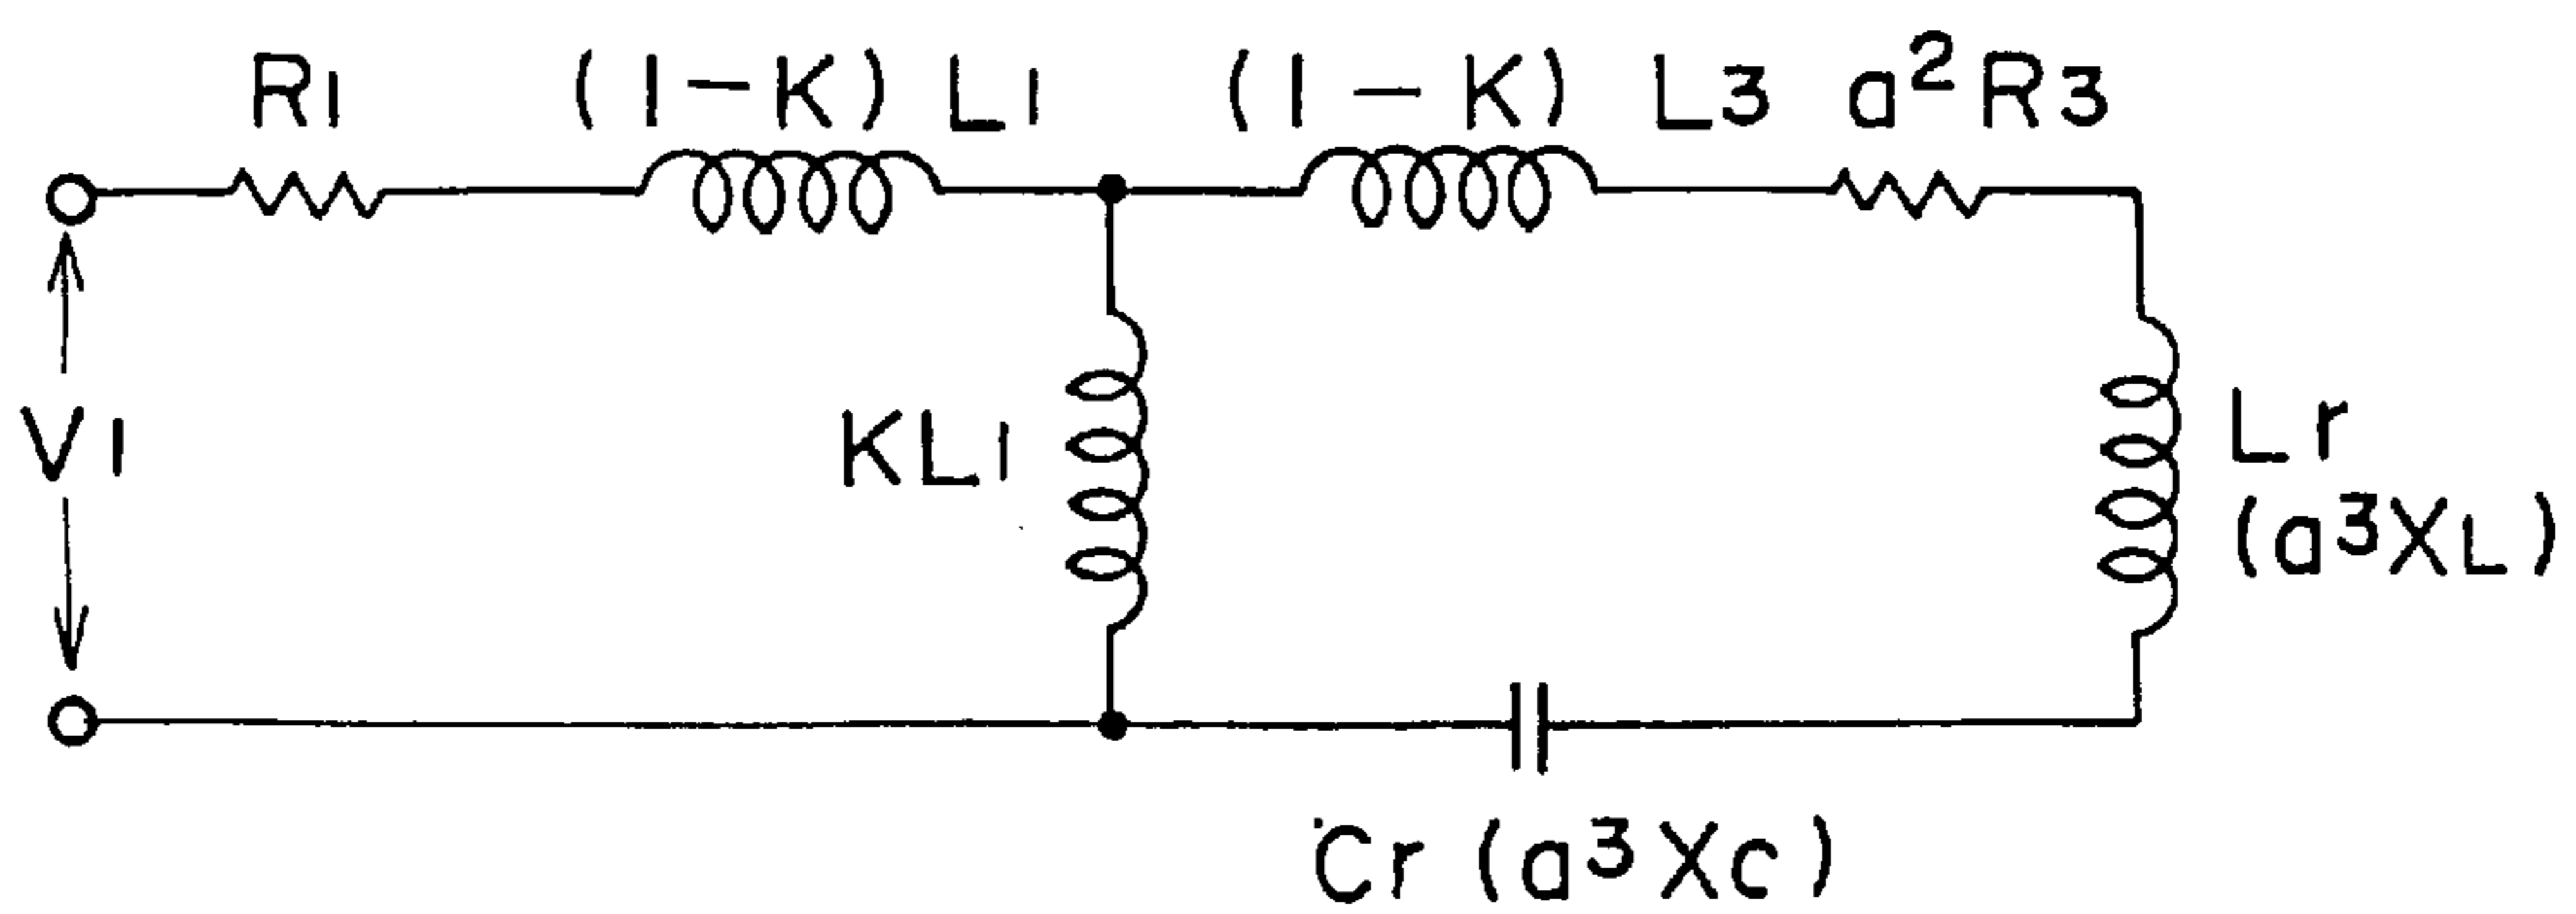 R1 (1-K) L1 (1-K) L3 a²R3
V1
KL1
Lr
(a³XL)
Cr (a³Xc)